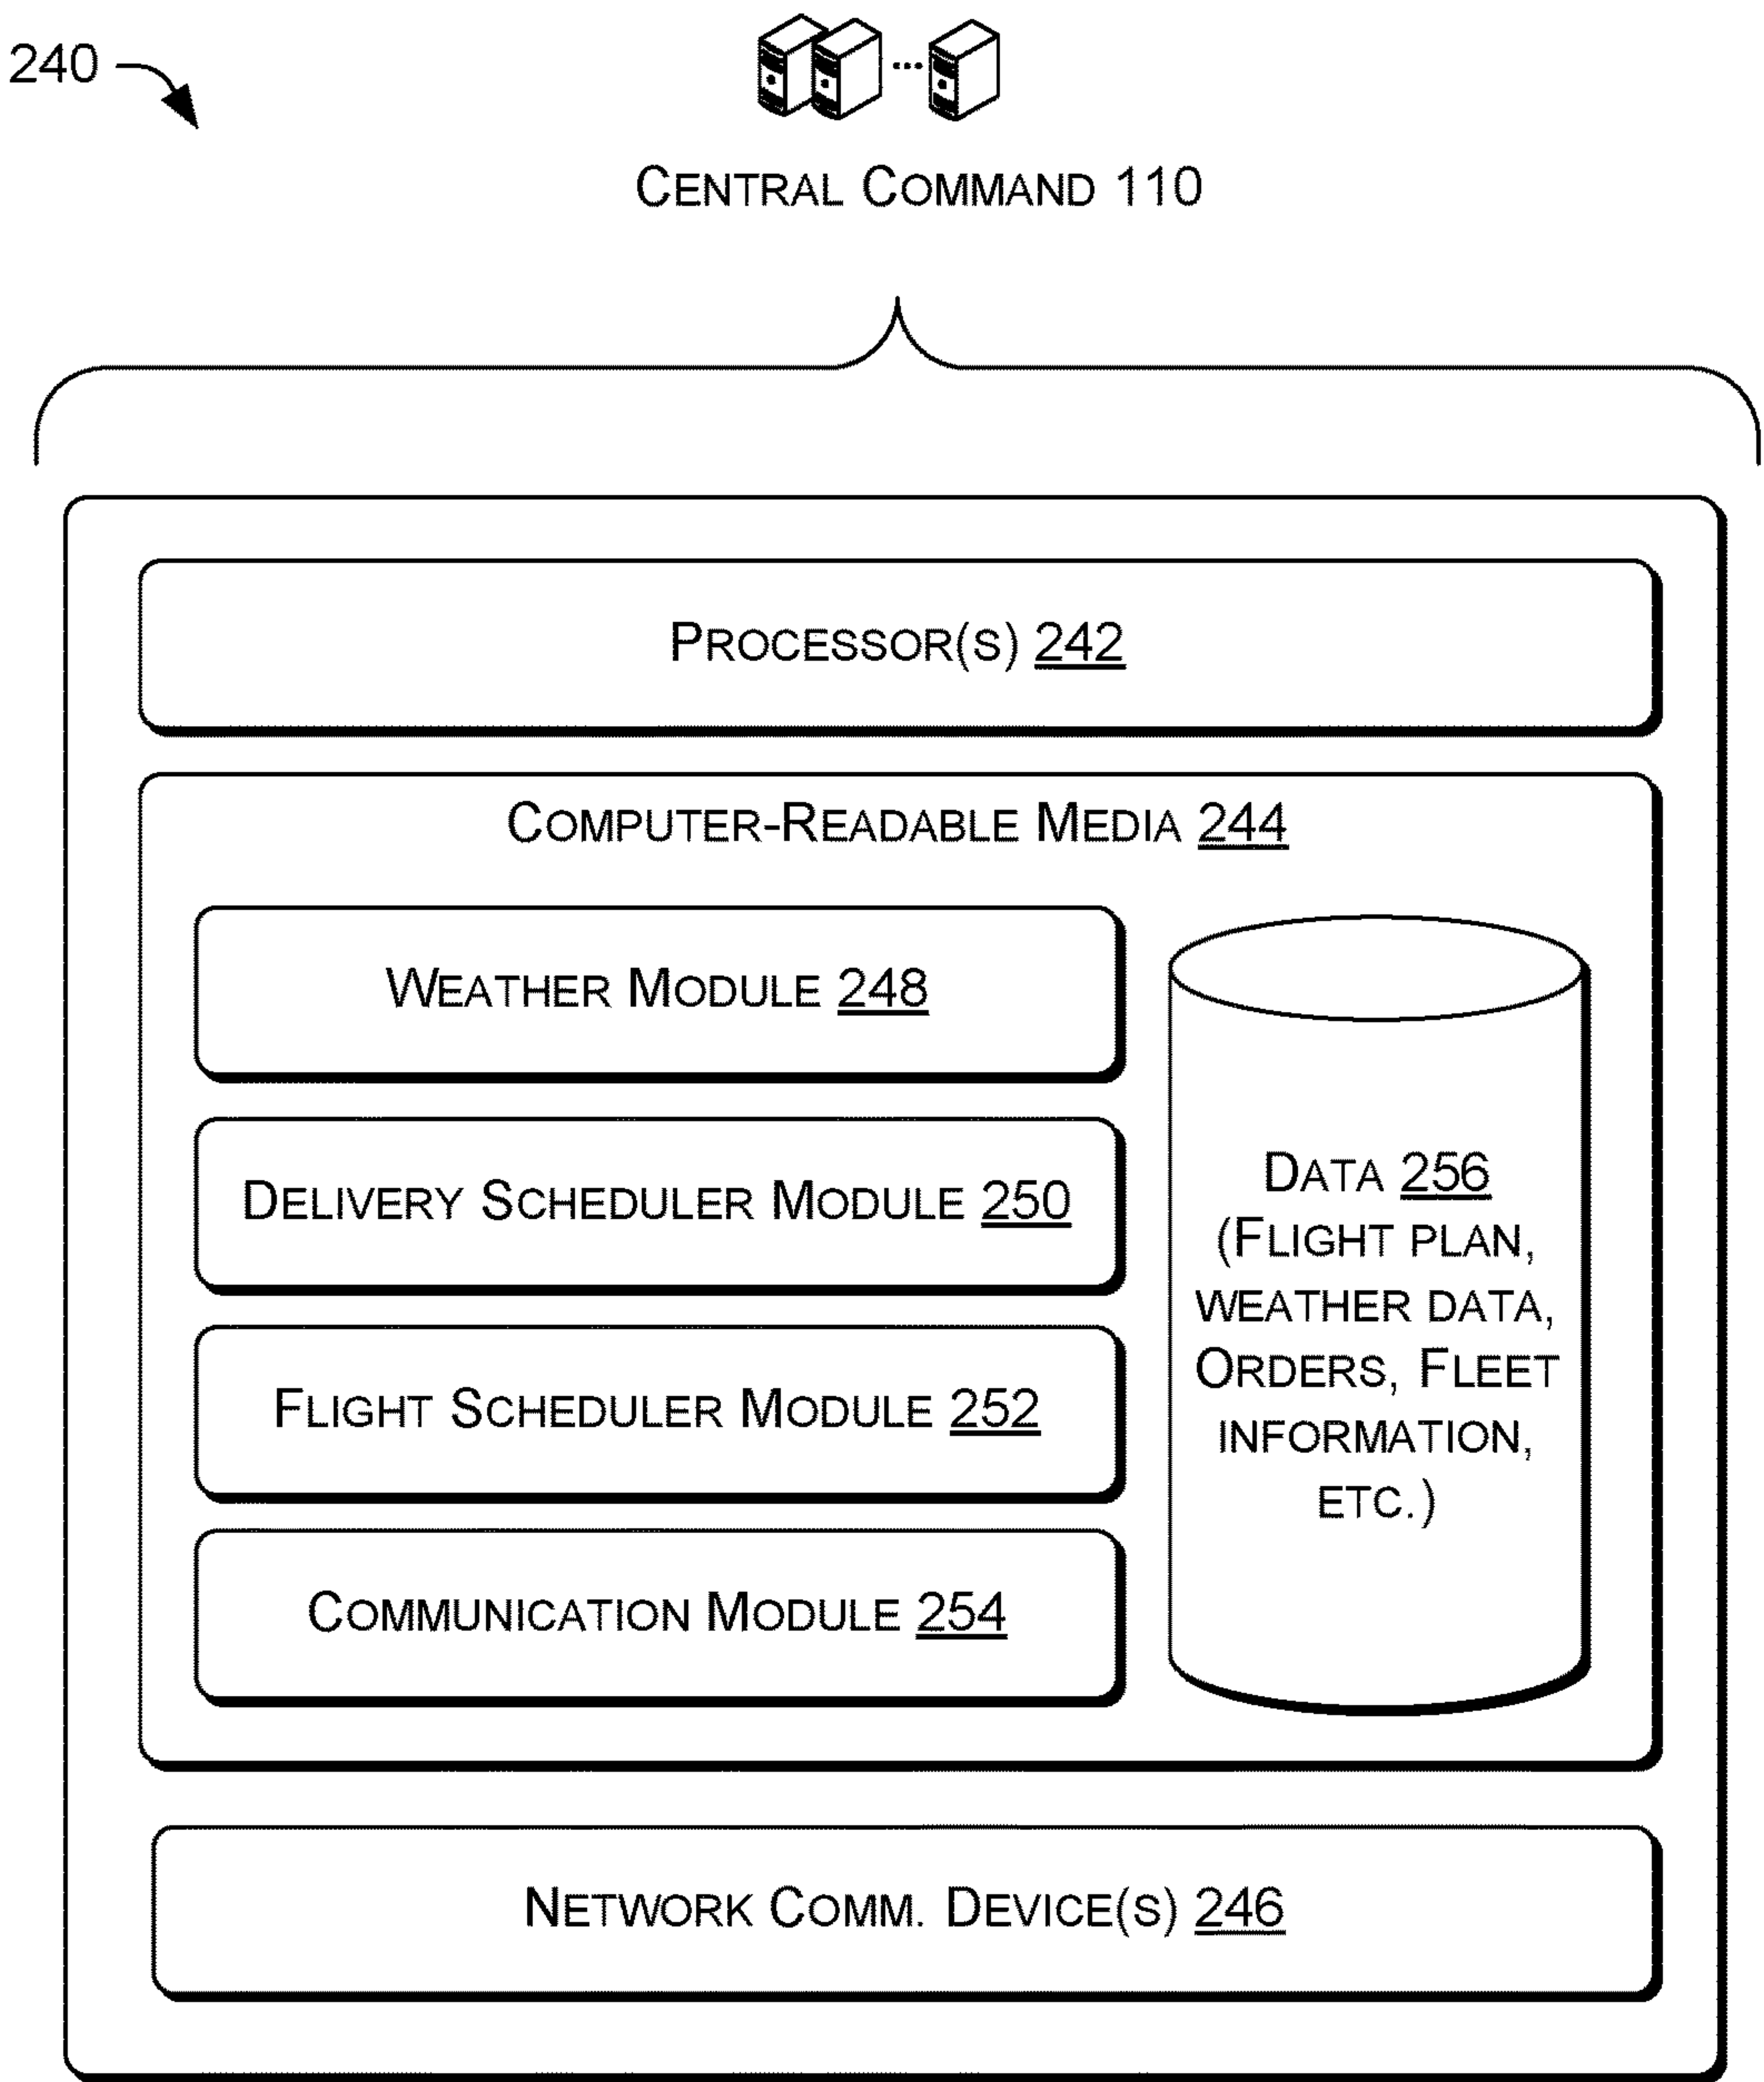 240
CENTRAL COMMAND 110
PROCESSOR(S) 242
COMPUTER-READABLE MEDIA 244
WEATHER MODULE 248
DELIVERY SCHEDULER MODULE 250
FLIGHT SCHEDULER MODULE 252
COMMUNICATION MODULE 254
DATA 256
(FLIGHT PLAN,
WEATHER DATA,
ORDERS, FLEET
INFORMATION,
ETC.)
NETWORK COMM. DEVICE(S) 246